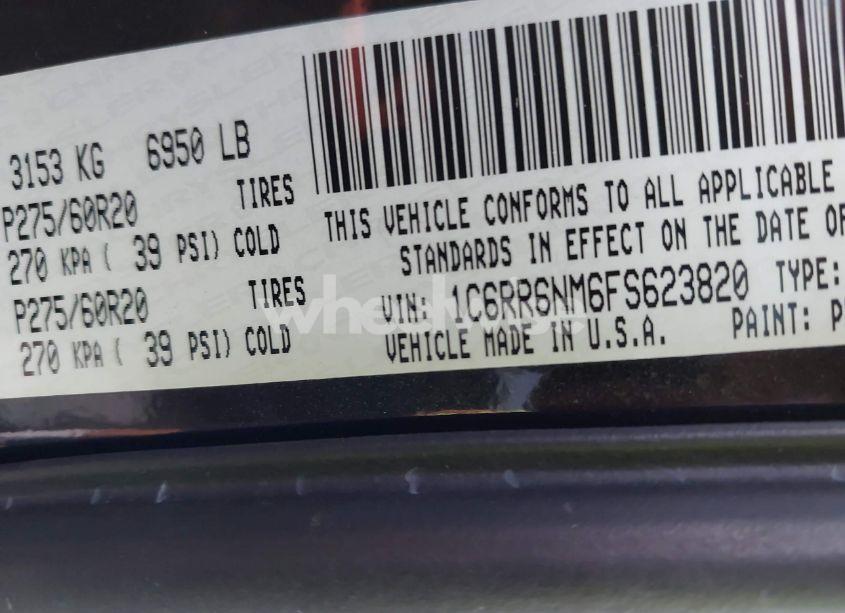 3153 KG 6950 LB
P275/60R20 TIRES
270 KPA ( 39 PSI) COLD
P275/60R20 TIRES
270 KPA ( 39 PSI) COLD
THIS VEHICLE CONFORMS TO ALL APPLICABLE
STANDARDS IN EFFECT ON THE DATE OF
VIN: 1C6RR6NM6FS623820 TYPE:
VEHICLE MADE IN U.S.A. PAINT: P